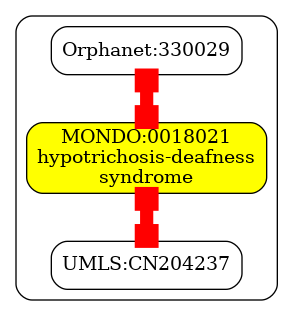 Orphanet:330029
MONDO:0018021
hypotrichosis-deafness
syndrome
UMLS:CN204237